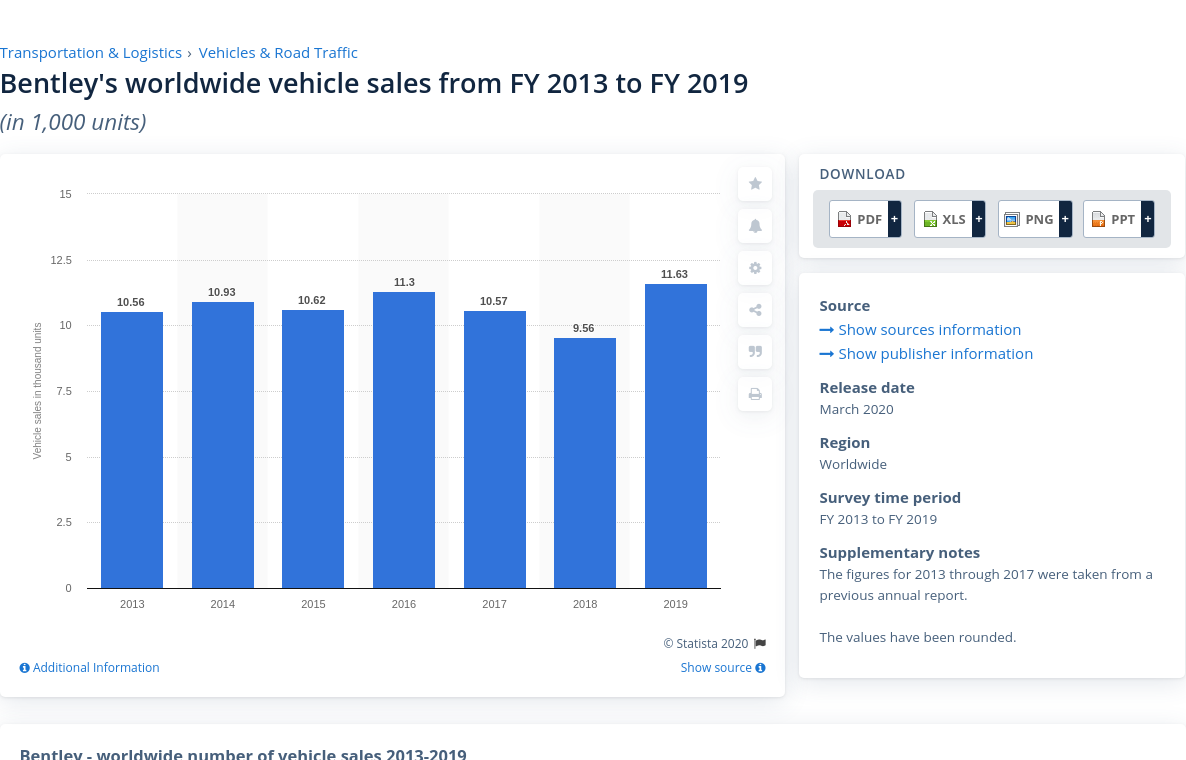 Transportation & Logistics › Vehicles & Road Traffic
Bentley's worldwide vehicle sales from FY 2013 to FY 2019
(in 1,000 units)
Vehicle sales in thousand units
15
12.5
10
7.5
5
2.5
0
10.56
10.93
10.62
11.3
10.57
9.56
11.63
2013 2014 2015 2016 2017 2018 2019
© Statista 2020
Additional Information
Show source
DOWNLOAD
PDF + XLS + PNG + PPT +
Source
Show sources information
Show publisher information
Release date
March 2020
Region
Worldwide
Survey time period
FY 2013 to FY 2019
Supplementary notes
The figures for 2013 through 2017 were taken from a
previous annual report.
The values have been rounded.
Bentley - worldwide number of vehicle sales 2013-2019